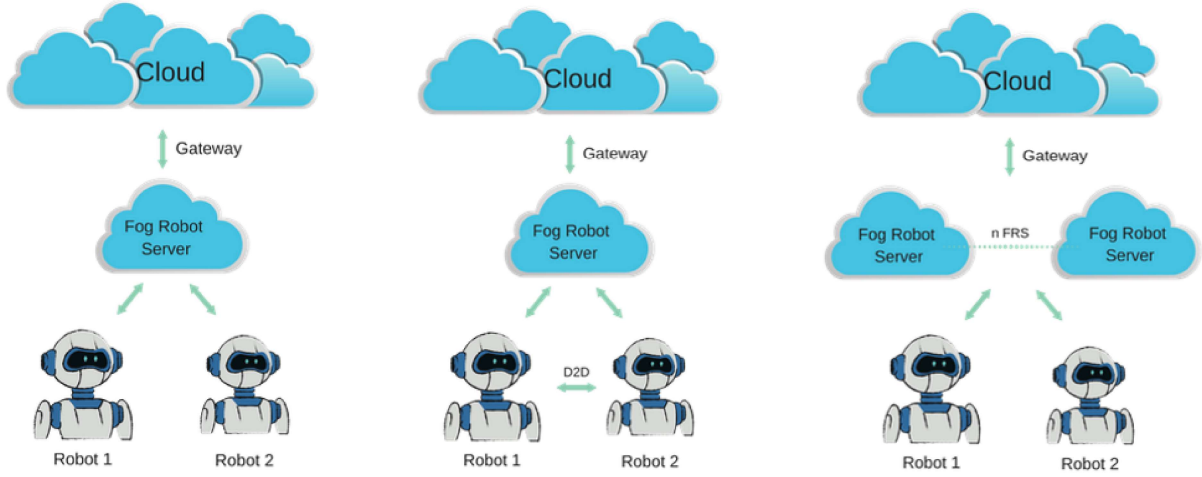 Cloud
Gateway
Fog Robot
Server
Robot 1
Robot 2
Cloud
Gateway
Fog Robot
Server
D2D
Robot 1
Robot 2
Cloud
Gateway
Fog Robot
Server
n FRS
Fog Robot
Server
Robot 1
Robot 2